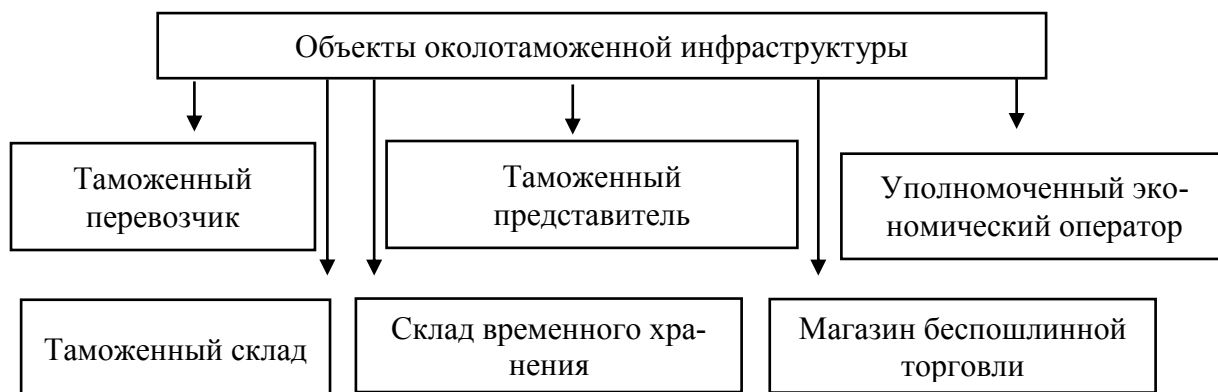 Объекты околотаможенной инфраструктуры
Таможенный
перевозчик
Таможенный
представитель
Уполномоченный эко-
номический оператор
Таможенный склад
Склад временного хра-
нения
Магазин беспошлинной
торговли